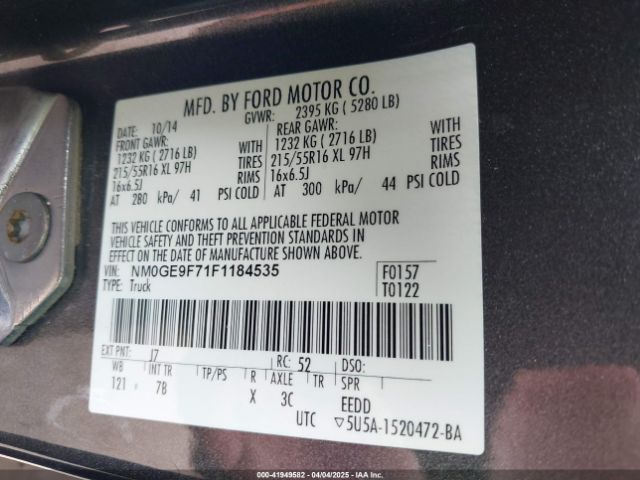 MFD. BY FORD MOTOR CO.
DATE: 10/14 GVWR: 2395 KG ( 5280 LB)
FRONT GAWR: REAR GAWR:
1232 KG ( 2716 LB) WITH 1232 KG ( 2716 LB) WITH
215/55R16 XL 97H TIRES 215/55R16 XL 97H TIRES
16x6.5J RIMS 16x6.5J RIMS
AT 280 kPa/ 41 PSI COLD AT 300 kPa/ 44 PSI COLD
THIS VEHICLE CONFORMS TO ALL APPLICABLE FEDERAL MOTOR
VEHICLE SAFETY AND THEFT PREVENTION STANDARDS IN
EFFECT ON THE DATE OF MANUFACTURE SHOWN ABOVE.
VIN: NM0GE9F71F1184535 F0157
TYPE: Truck T0122
EXT PNT: J7 RC: 52 DSO:
WB INT TR TP/PS R AXLE TR SPR
121 7B X 3C EEDD
UTC ▽5U5A-1520472-BA
000-41949582 - 04/04/2025 - IAAI.CA